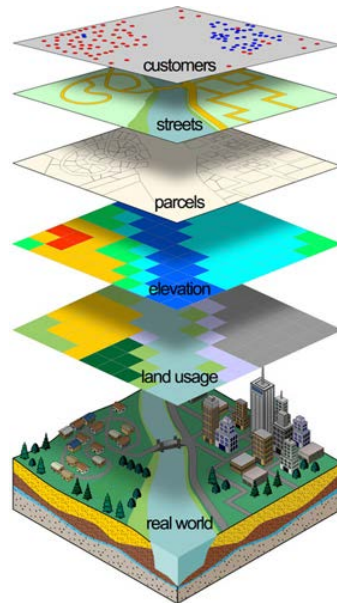 customers
streets
parcels
elevation
land usage
real world